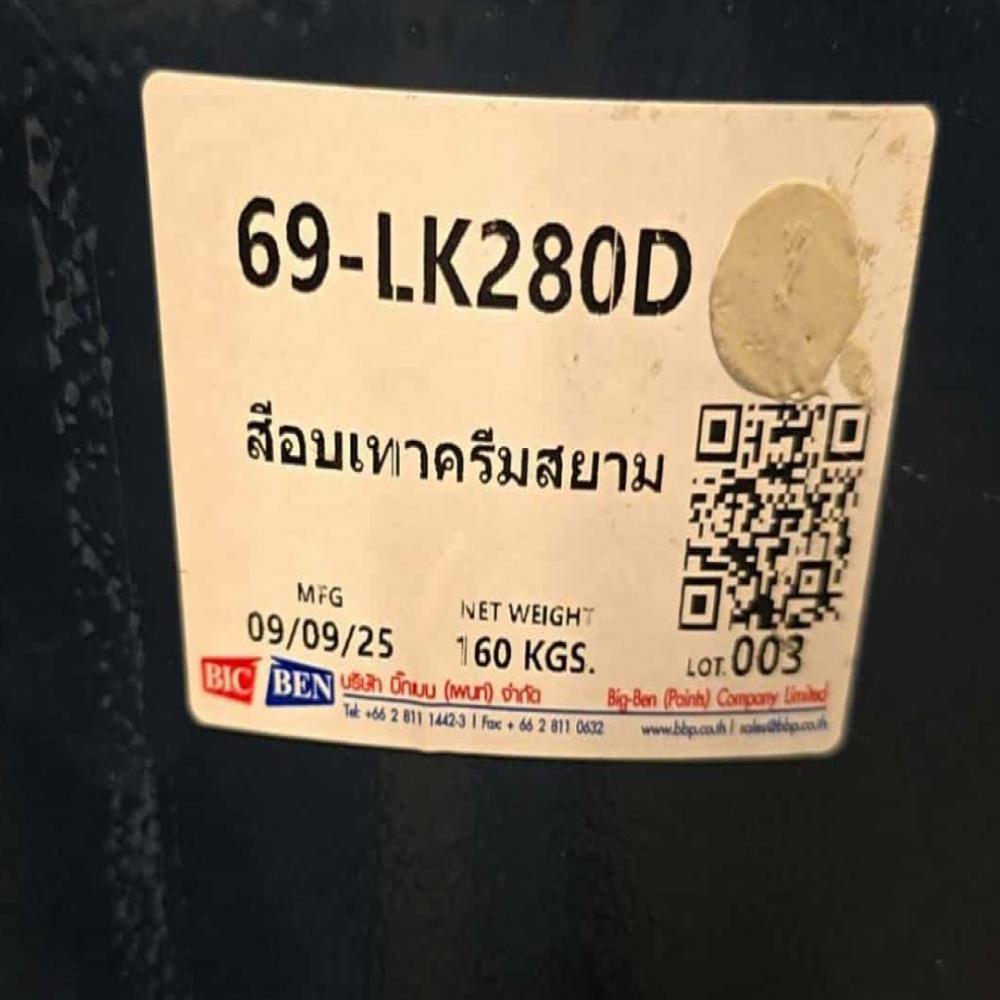 69-LK280D
สีอบเทาครีมสยาม
MFG
09/09/25
NET WEIGHT
160 KGS.
LOT. 003
BIG BEN
บริษัท บิ๊กเบน (เพนท์) จำกัด
Big-Ben (Paints) Company Limited
Tel: +66 2 811 1442-3 | Fax + 66 2 811 0632
www.bbp.co.th | sales@bbp.co.th